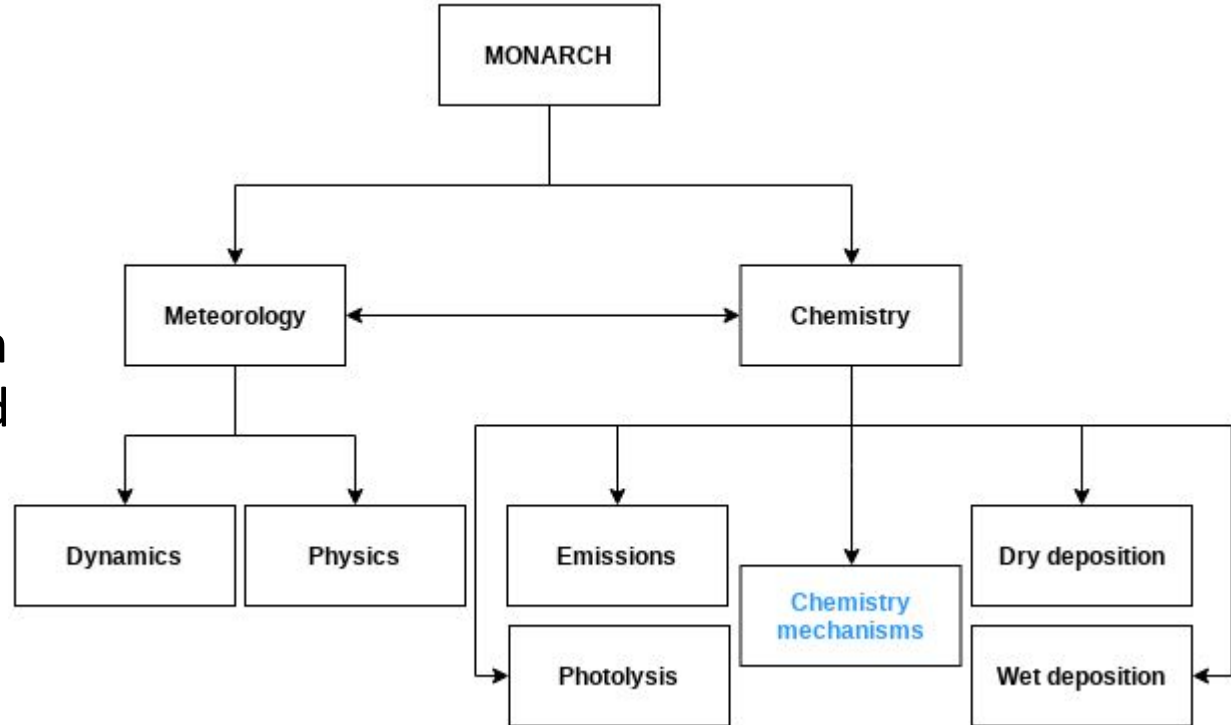 MONARCH
Meteorology
Chemistry
Dynamics
Physics
Emissions
Dry deposition
Chemistry
mechanisms
Photolysis
Wet deposition